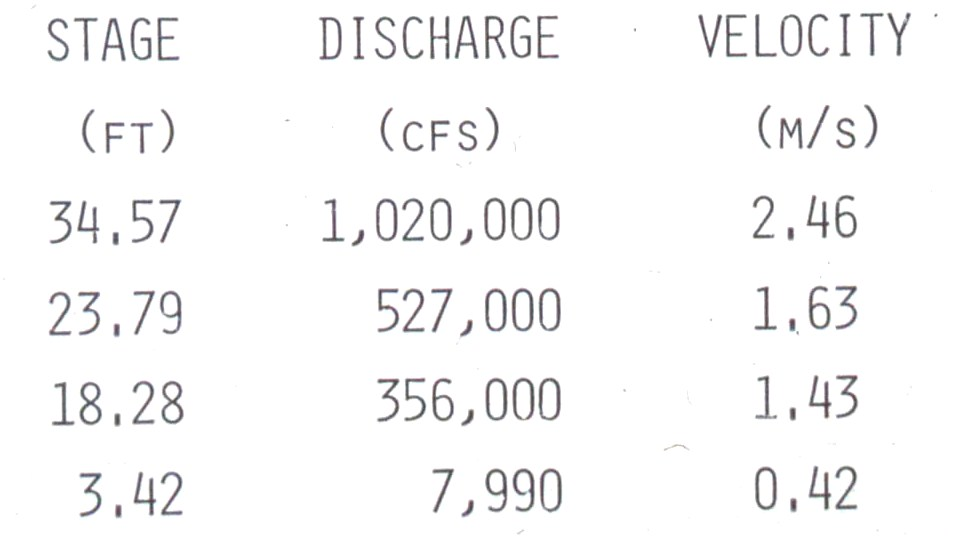 STAGE DISCHARGE VELOCITY
(FT) (CFS) (M/S)
34.57 1,020,000 2.46
23.79 527,000 1.63
18.28 356,000 1.43
3.42 7,990 0.42